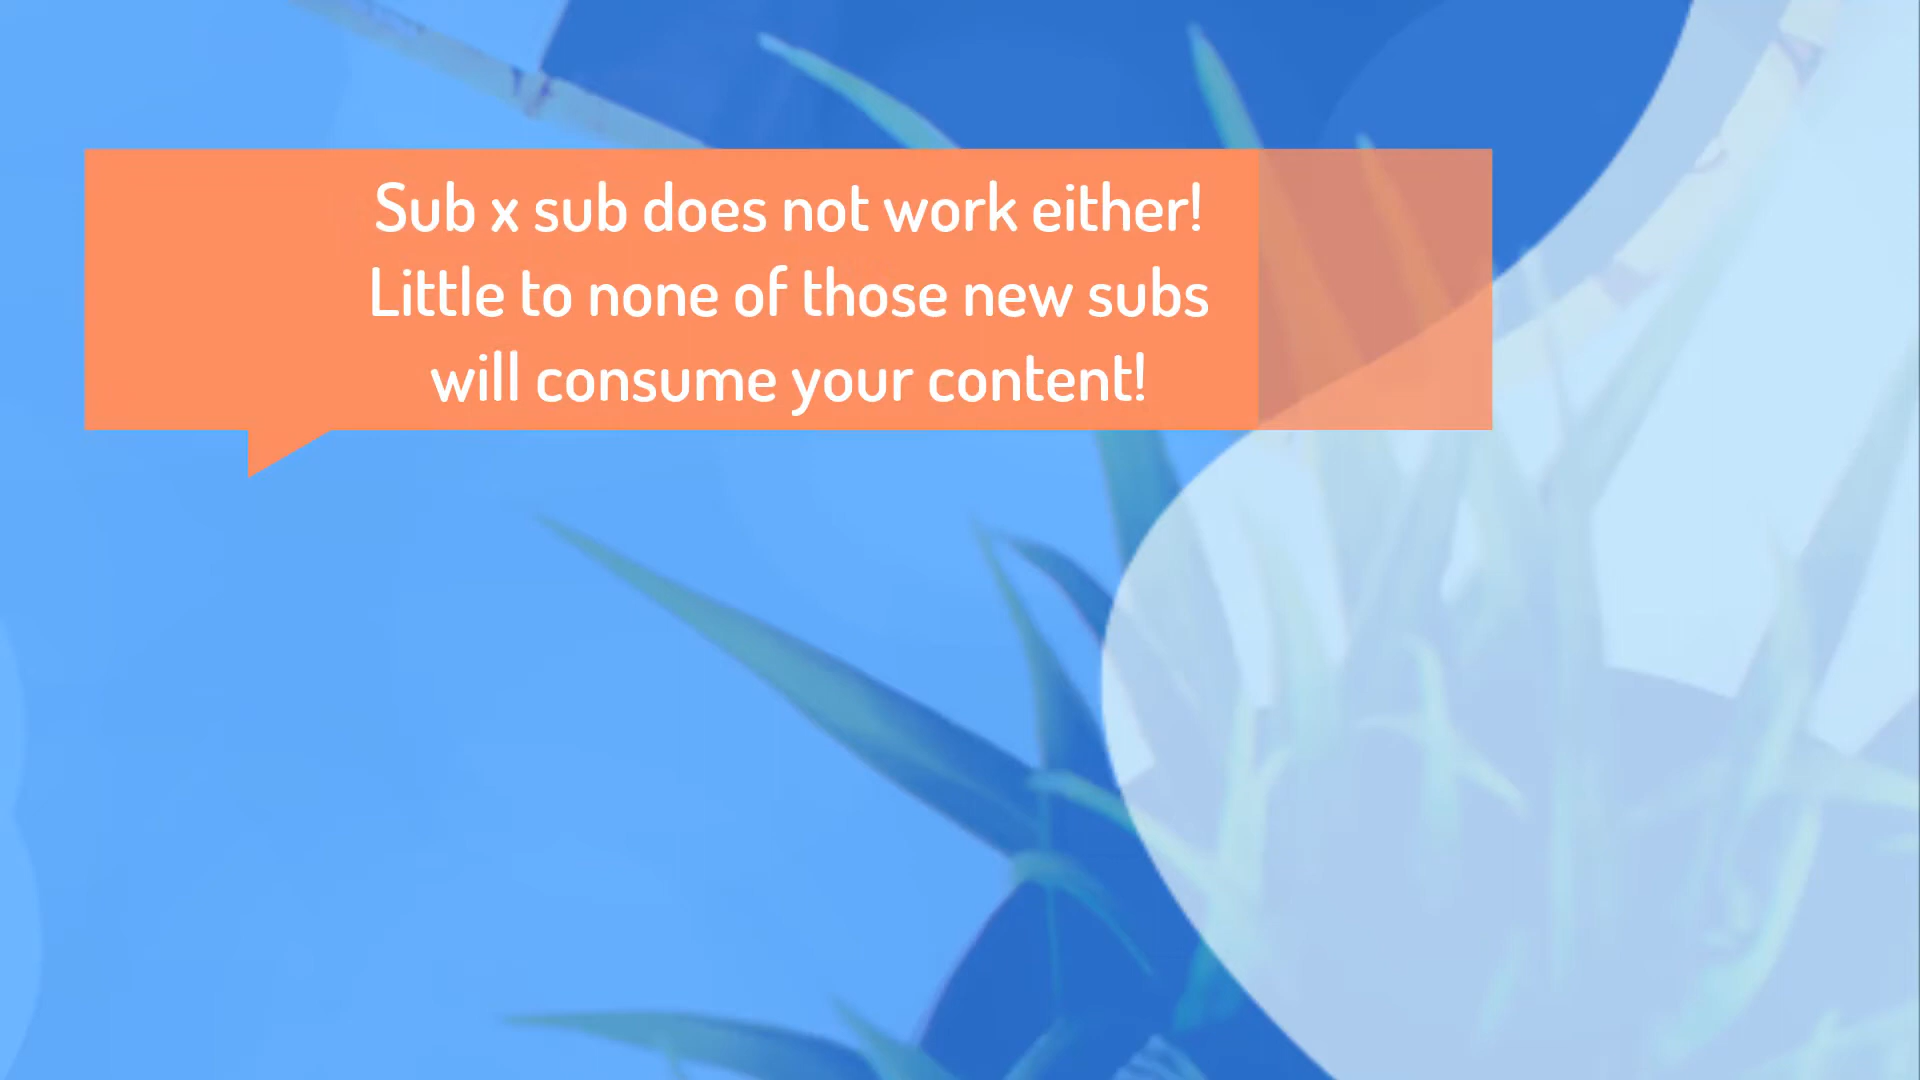 Sub x sub does not work either!
Little to none of those new subs
will consume your content!